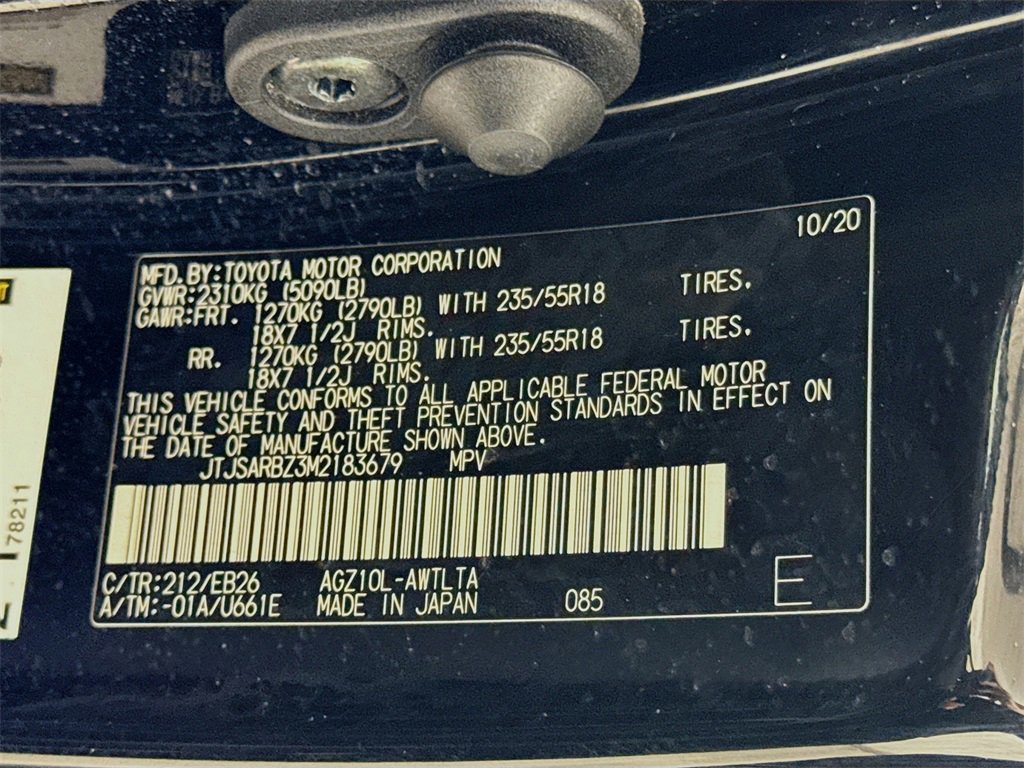 10/20
MFD. BY: TOYOTA MOTOR CORPORATION
GVWR: 2310KG (5090LB)
GAWR: FRT. 1270KG (2790LB) WITH 235/55R18 TIRES.
18X7 1/2J RIMS.
RR. 1270KG (2790LB) WITH 235/55R18 TIRES.
18X7 1/2J RIMS.
THIS VEHICLE CONFORMS TO ALL APPLICABLE FEDERAL MOTOR
VEHICLE SAFETY AND THEFT PREVENTION STANDARDS IN EFFECT ON
THE DATE OF MANUFACTURE SHOWN ABOVE.
JTJSARBZ3M2183679 MPV
C/TR: 212/EB26 AGZ10L-AWTLTA
A/TM: -01A/U661E MADE IN JAPAN 085 E
78211